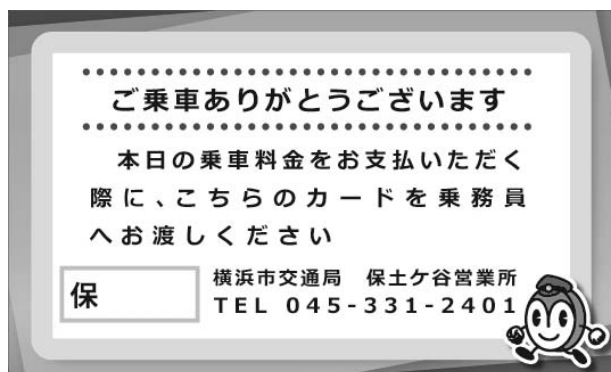 ご乗車ありがとうございます
本日の乗車料金をお支払いただく
際に、こちらのカードを乗務員
へお渡しください
保
横浜市交通局 保土ケ谷営業所
TEL 045-331-2401